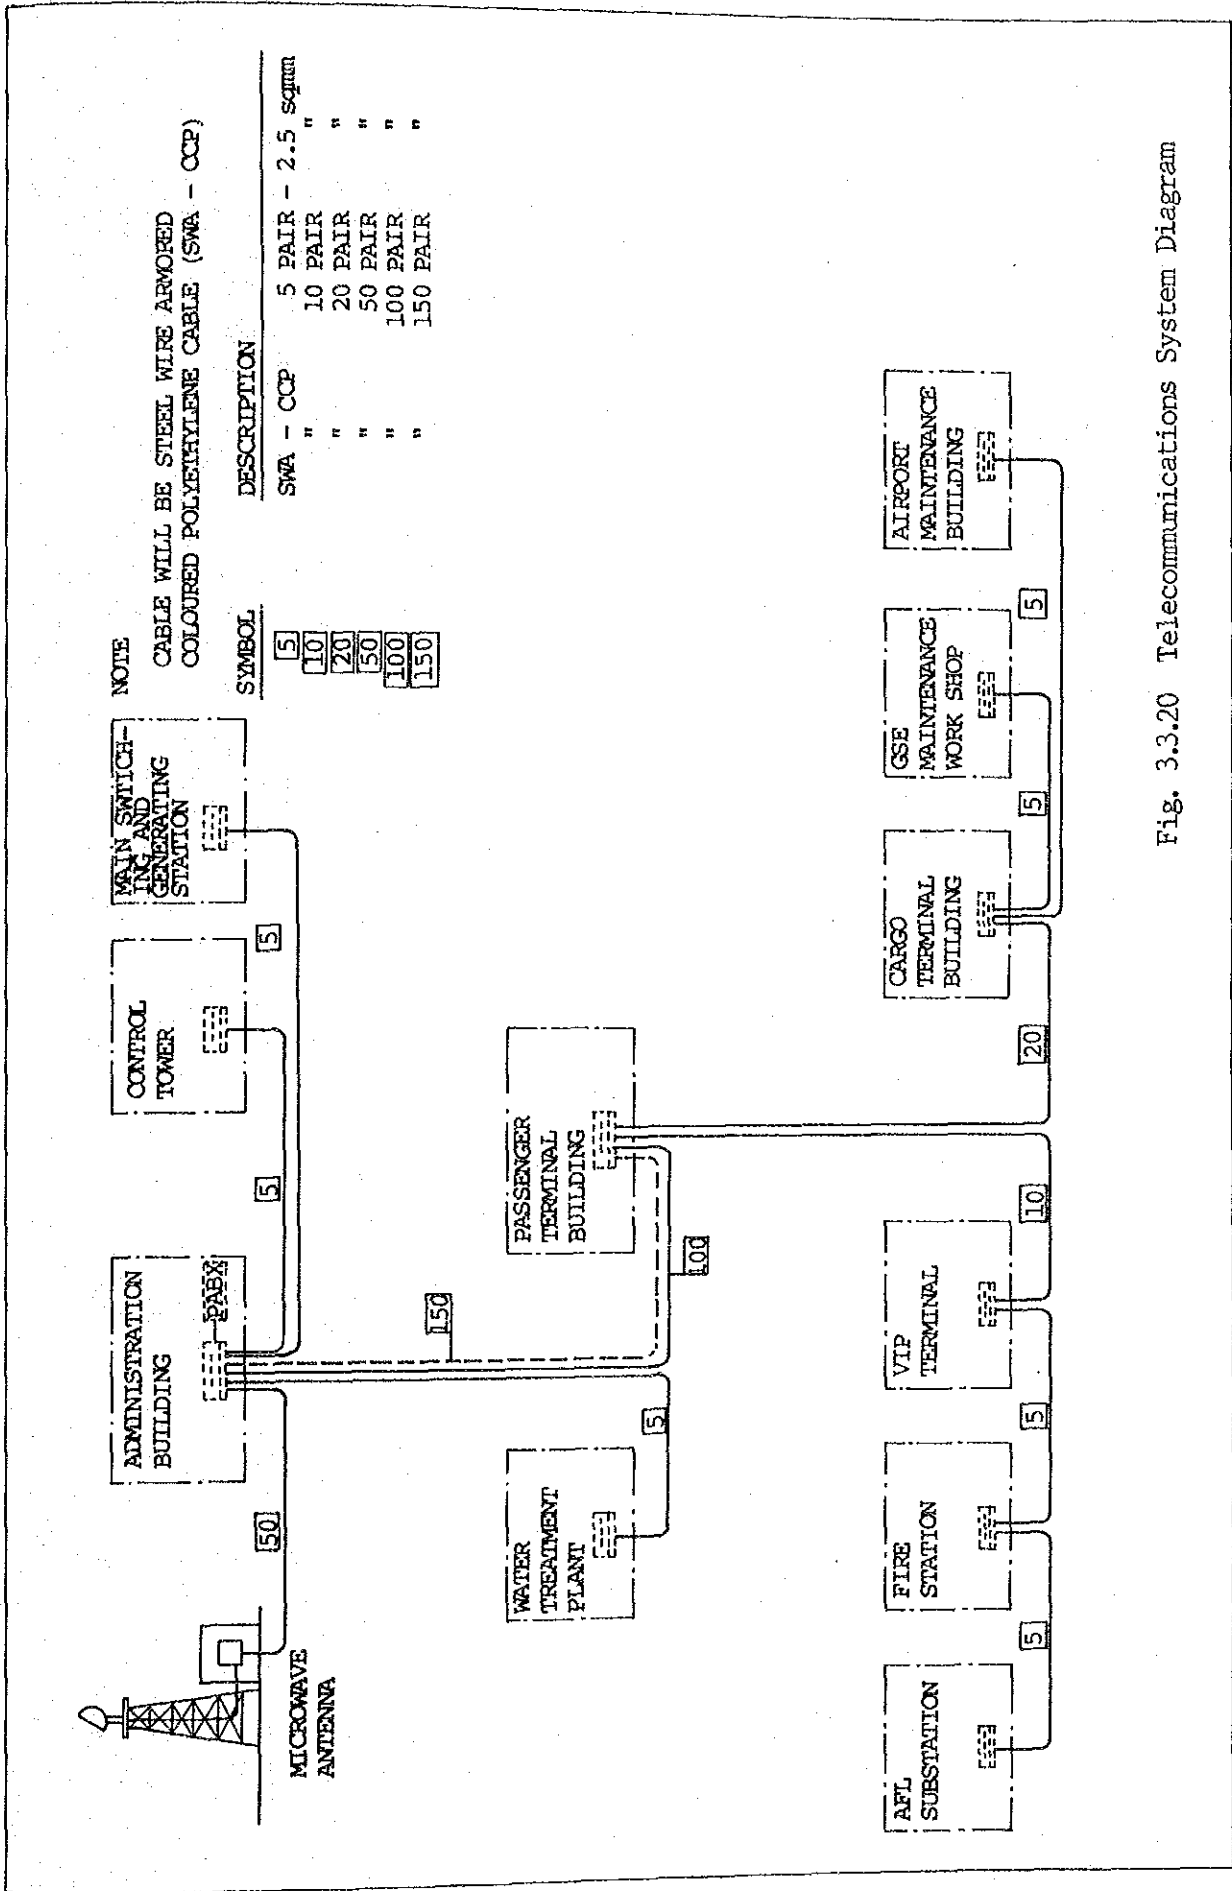 MICROWAVE
ANTENNA
50
ADMINISTRATION
BUILDING
PABX
5
CONTROL
TOWER
5
MAIN SWITCH-
ING AND
GENERATING
STATION
NOTE
CABLE WILL BE STEEL WIRE ARMORED
COLOURED POLYETHYLENE CABLE (SWA - CCP)
SYMBOL DESCRIPTION
5 SWA - CCP 5 PAIR - 2.5 sqmm
10 " 10 PAIR "
20 " 20 PAIR "
50 " 50 PAIR "
100 " 100 PAIR "
150 " 150 PAIR "
150
WATER
TREATMENT
PLANT
5
100
PASSENGER
TERMINAL
BUILDING
AFL
SUBSTATION
5
FIRE
STATION
5
VIP
TERMINAL
10
20
CARGO
TERMINAL
BUILDING
5
GSE
MAINTENANCE
WORK SHOP
5
AIRPORT
MAINTENANCE
BUILDING
Fig. 3.3.20 Telecommunications System Diagram